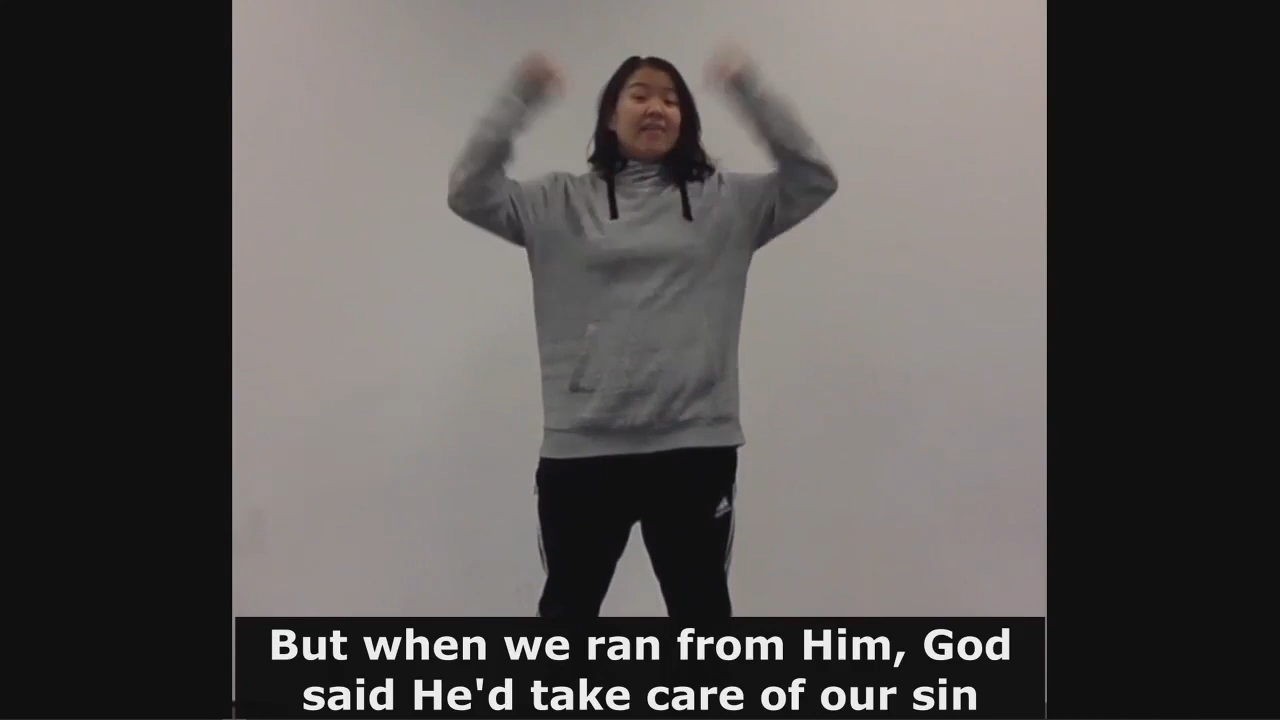 But when we ran from Him, God
said He'd take care of our sin